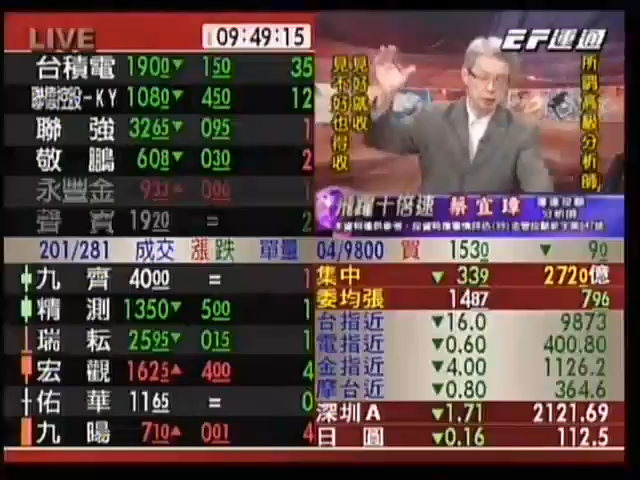 LIVE 09:49:15
台積電 1900▼ 150 35
聯德控股-KY 1080▼ 450 12
聯強 3265▼ 095 1
敬鵬 608▼ 030 2
永豐金 933▲ 006 1
聲寶 1920 = 2
201/281 成交 漲跌 單量
九齊 4000 = 1
精測 1350▼ 500 1
瑞耘 2595▼ 015 1
宏觀 1625▲ 400 4
佑華 1165 = 0
九暘 710▲ 001 4
EF運通
見好就收
見不好也得收
所謂高級分析師
飛躍十倍速 蔡宜璋
04/9800 買 1530 ▼ 90
集中 ▼ 339 2720億
委均張 1487 796
台指近 ▼16.0 9873
電指近 ▼0.60 400.80
金指近 ▼4.00 1126.2
摩台近 ▼0.80 364.6
深圳A ▼1.71 2121.69
日圓 ▼0.16 112.5